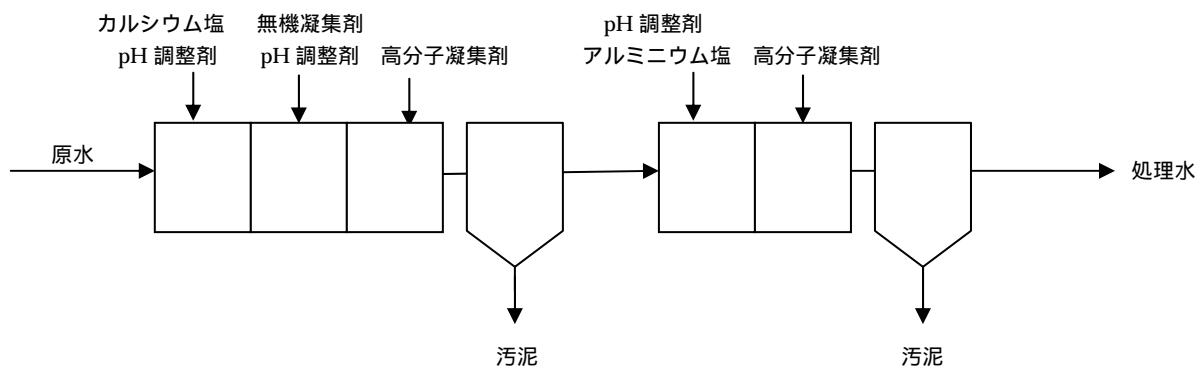 カルシウム塩
pH 調整剤
無機凝集剤
pH 調整剤
高分子凝集剤
pH 調整剤
アルミニウム塩
高分子凝集剤
原水
処理水
汚泥
汚泥